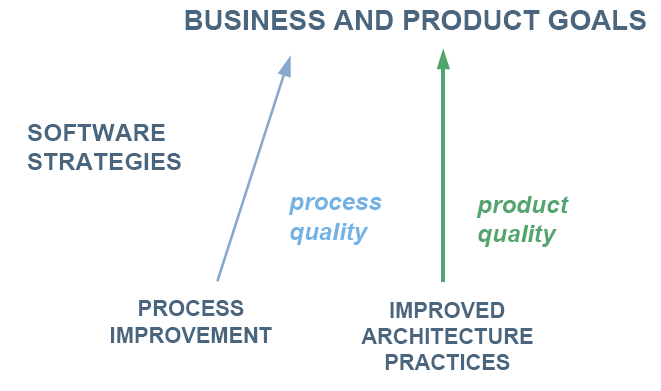 BUSINESS AND PRODUCT GOALS
SOFTWARE
STRATEGIES
process
quality
product
quality
PROCESS
IMPROVEMENT
IMPROVED
ARCHITECTURE
PRACTICES